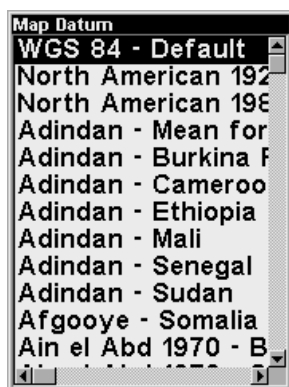 Map Datum
WGS 84 - Default
North American 192
North American 198
Adindan - Mean for
Adindan - Burkina F
Adindan - Cameroo
Adindan - Ethiopia
Adindan - Mali
Adindan - Senegal
Adindan - Sudan
Afgooye - Somalia
Ain el Abd 1970 - B